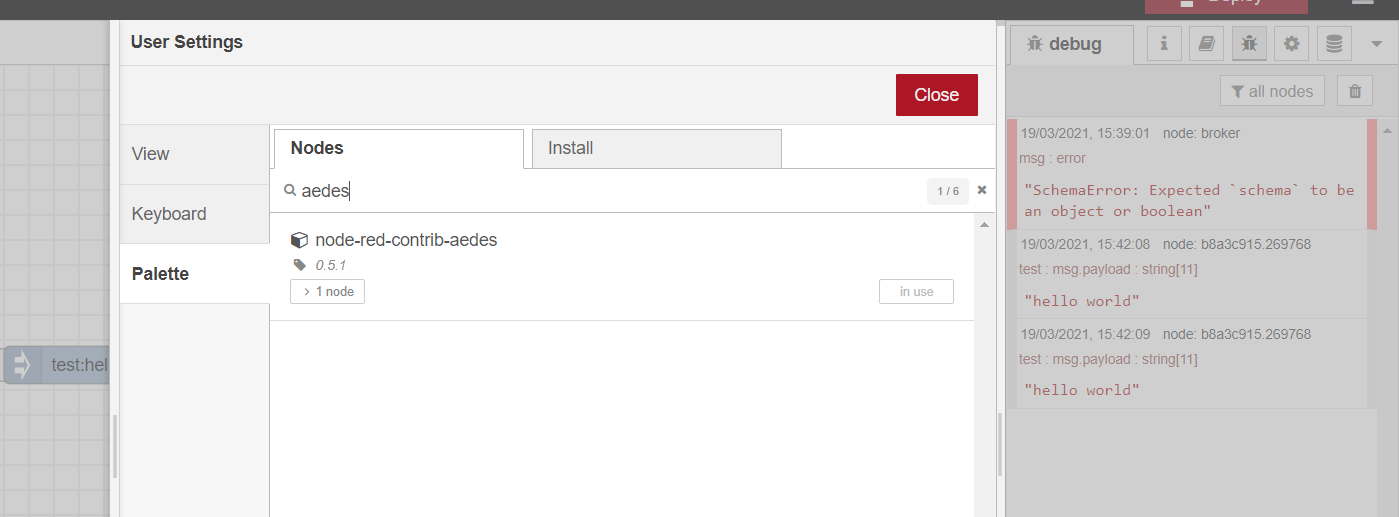 Deploy
User Settings
Close
View
Keyboard
Palette
Nodes
Install
aedes
1 / 6
node-red-contrib-aedes
0.5.1
1 node
in use
test:hel
debug
all nodes
19/03/2021, 15:39:01 node: broker
msg : error
"SchemaError: Expected `schema` to be
an object or boolean"
19/03/2021, 15:42:08 node: b8a3c915.269768
test : msg.payload : string[11]
"hello world"
19/03/2021, 15:42:09 node: b8a3c915.269768
test : msg.payload : string[11]
"hello world"